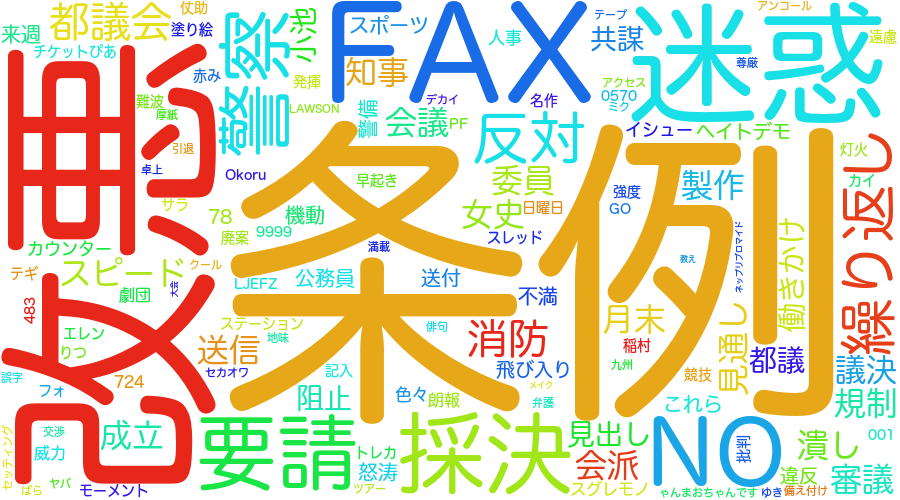 仗助
アンコール
都議会
塗り絵
来週
チケットぴあ
改悪
赤み
警察
小池
FAX
スポーツ
テープ
人事
共謀
迷惑
遠慮
尊厳
発揮
知事
アクセス
0570
ミク
難波
厚紙
LAWSON
デカイ
名作
警備
会議
PF
反対
イシュー
ヘイトデモ
引退
卓上
Okoru
早起き
委員
強度
GO
製作
灯火
カイ
繰り返し
サラ
78
機動
条例
女史
日曜日
廃案
9999
満載
スレッド
ネップリブロマイド
カウンター
スピード
クール
テギ
大会
LJEFZ
公務員
送付
不満
教え
働きかけ
483
劇団
ステーション
地味
俳句
消防
月末
見通し
エレン
りつ
送信
セカオワ
記入
飛び入り
稲村
九州
都議
議決
誤字
フォ
724
阻止
色々
朗報
メイク
弁護
競技
これら
規制
セッティング
交渉
成立
要請
採決
見出し
NO
批判
潰し
001
威力
トレカ
怒涛
会派
違反
審議
ぱら
ヤバ
モーメント
ツアー
スグレモノ
ゃんまおちゃんです
ゆき
備え付け